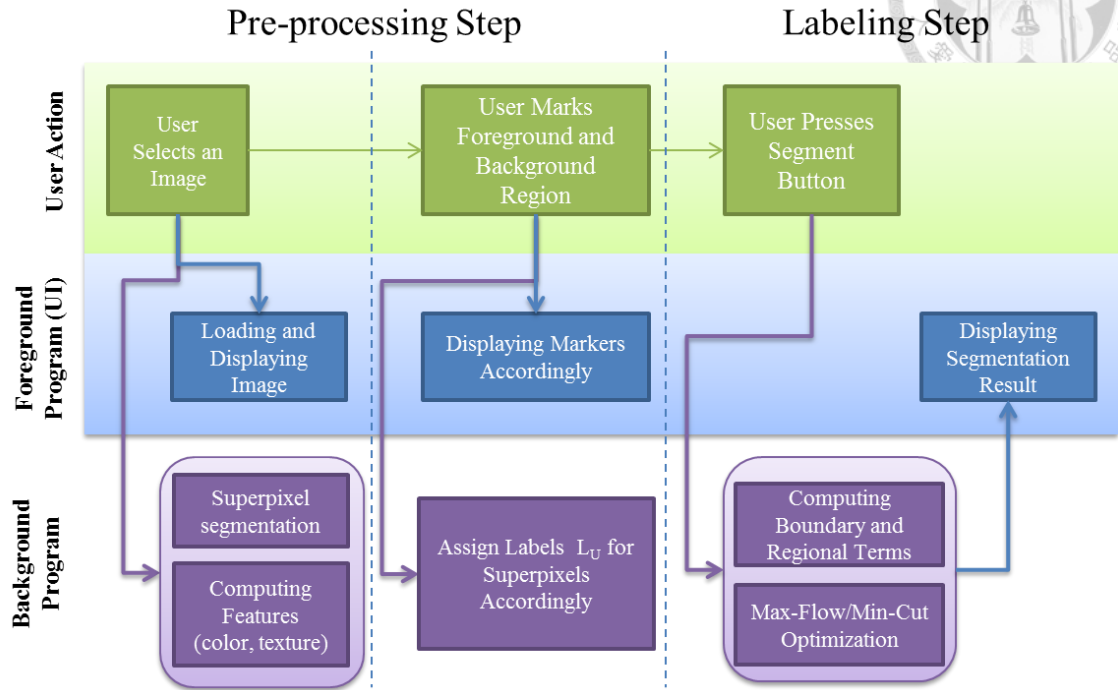 Pre-processing Step
Labeling Step
User Action
User
Selects an
Image
User Marks
Foreground and
Background
Region
User Presses
Segment
Button
Foreground
Program (UI)
Loading and
Displaying
Image
Displaying Markers
Accordingly
Displaying
Segmentation
Result
Background
Program
Superpixel
segmentation
Computing
Features
(color, texture)
Assign Labels L_U for
Superpixels
Accordingly
Computing
Boundary and
Regional Terms
Max-Flow/Min-Cut
Optimization